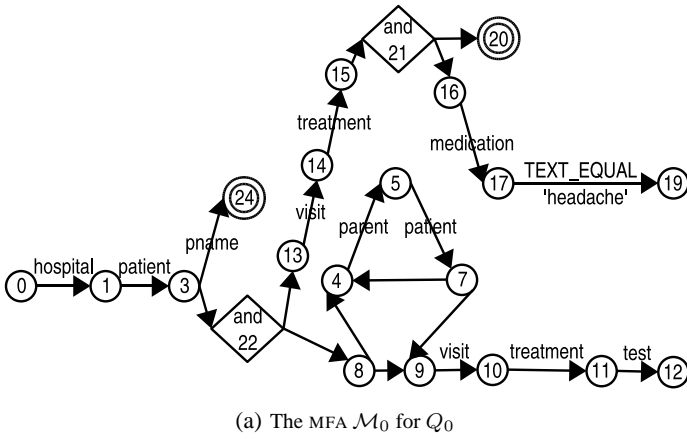 and
21
20
15
16
treatment
medication
14
TEXT_EQUAL
17
19
'headache'
24
5
visit
parent
patient
pname
13
hospital
patient
4
7
0
1
3
and
22
visit
treatment
test
8
9
10
11
12
(a) The MFA M₀ for Q₀